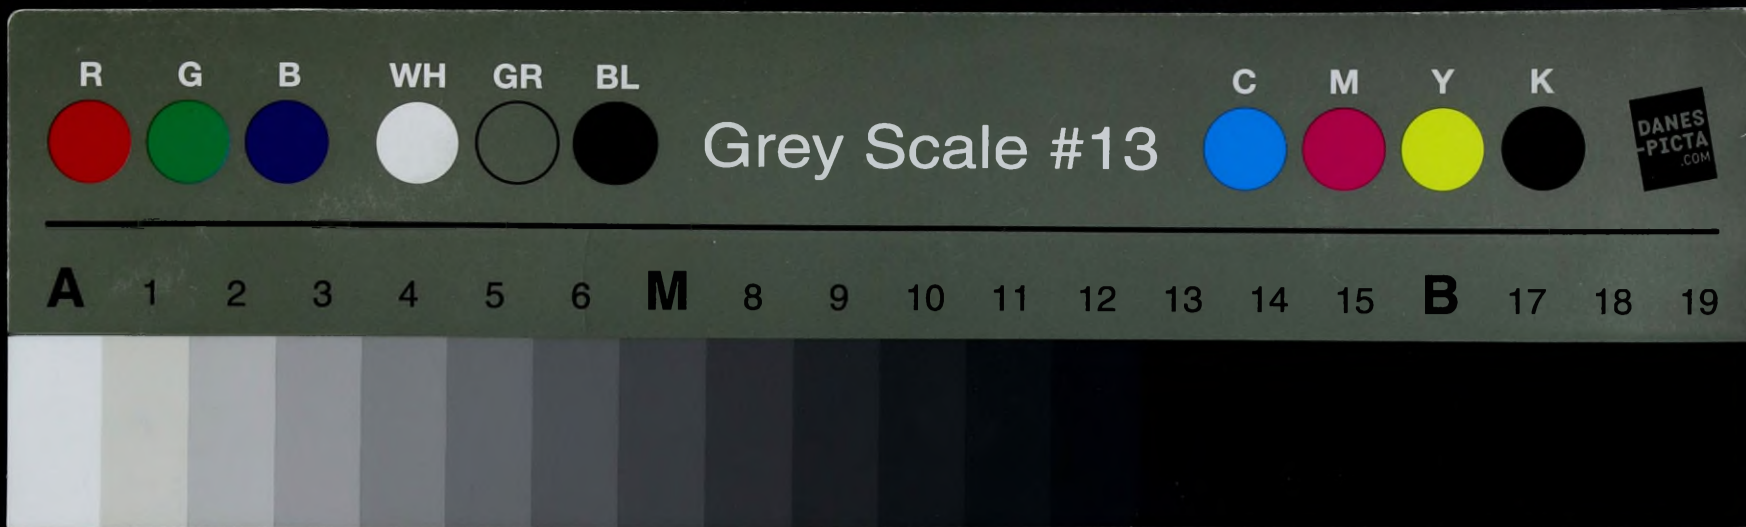 R G B WH GR BL
Grey Scale #13
C M Y K
DANES
-PICTA
.COM
A 1 2 3 4 5 6 M 8 9 10 11 12 13 14 15 B 17 18 19